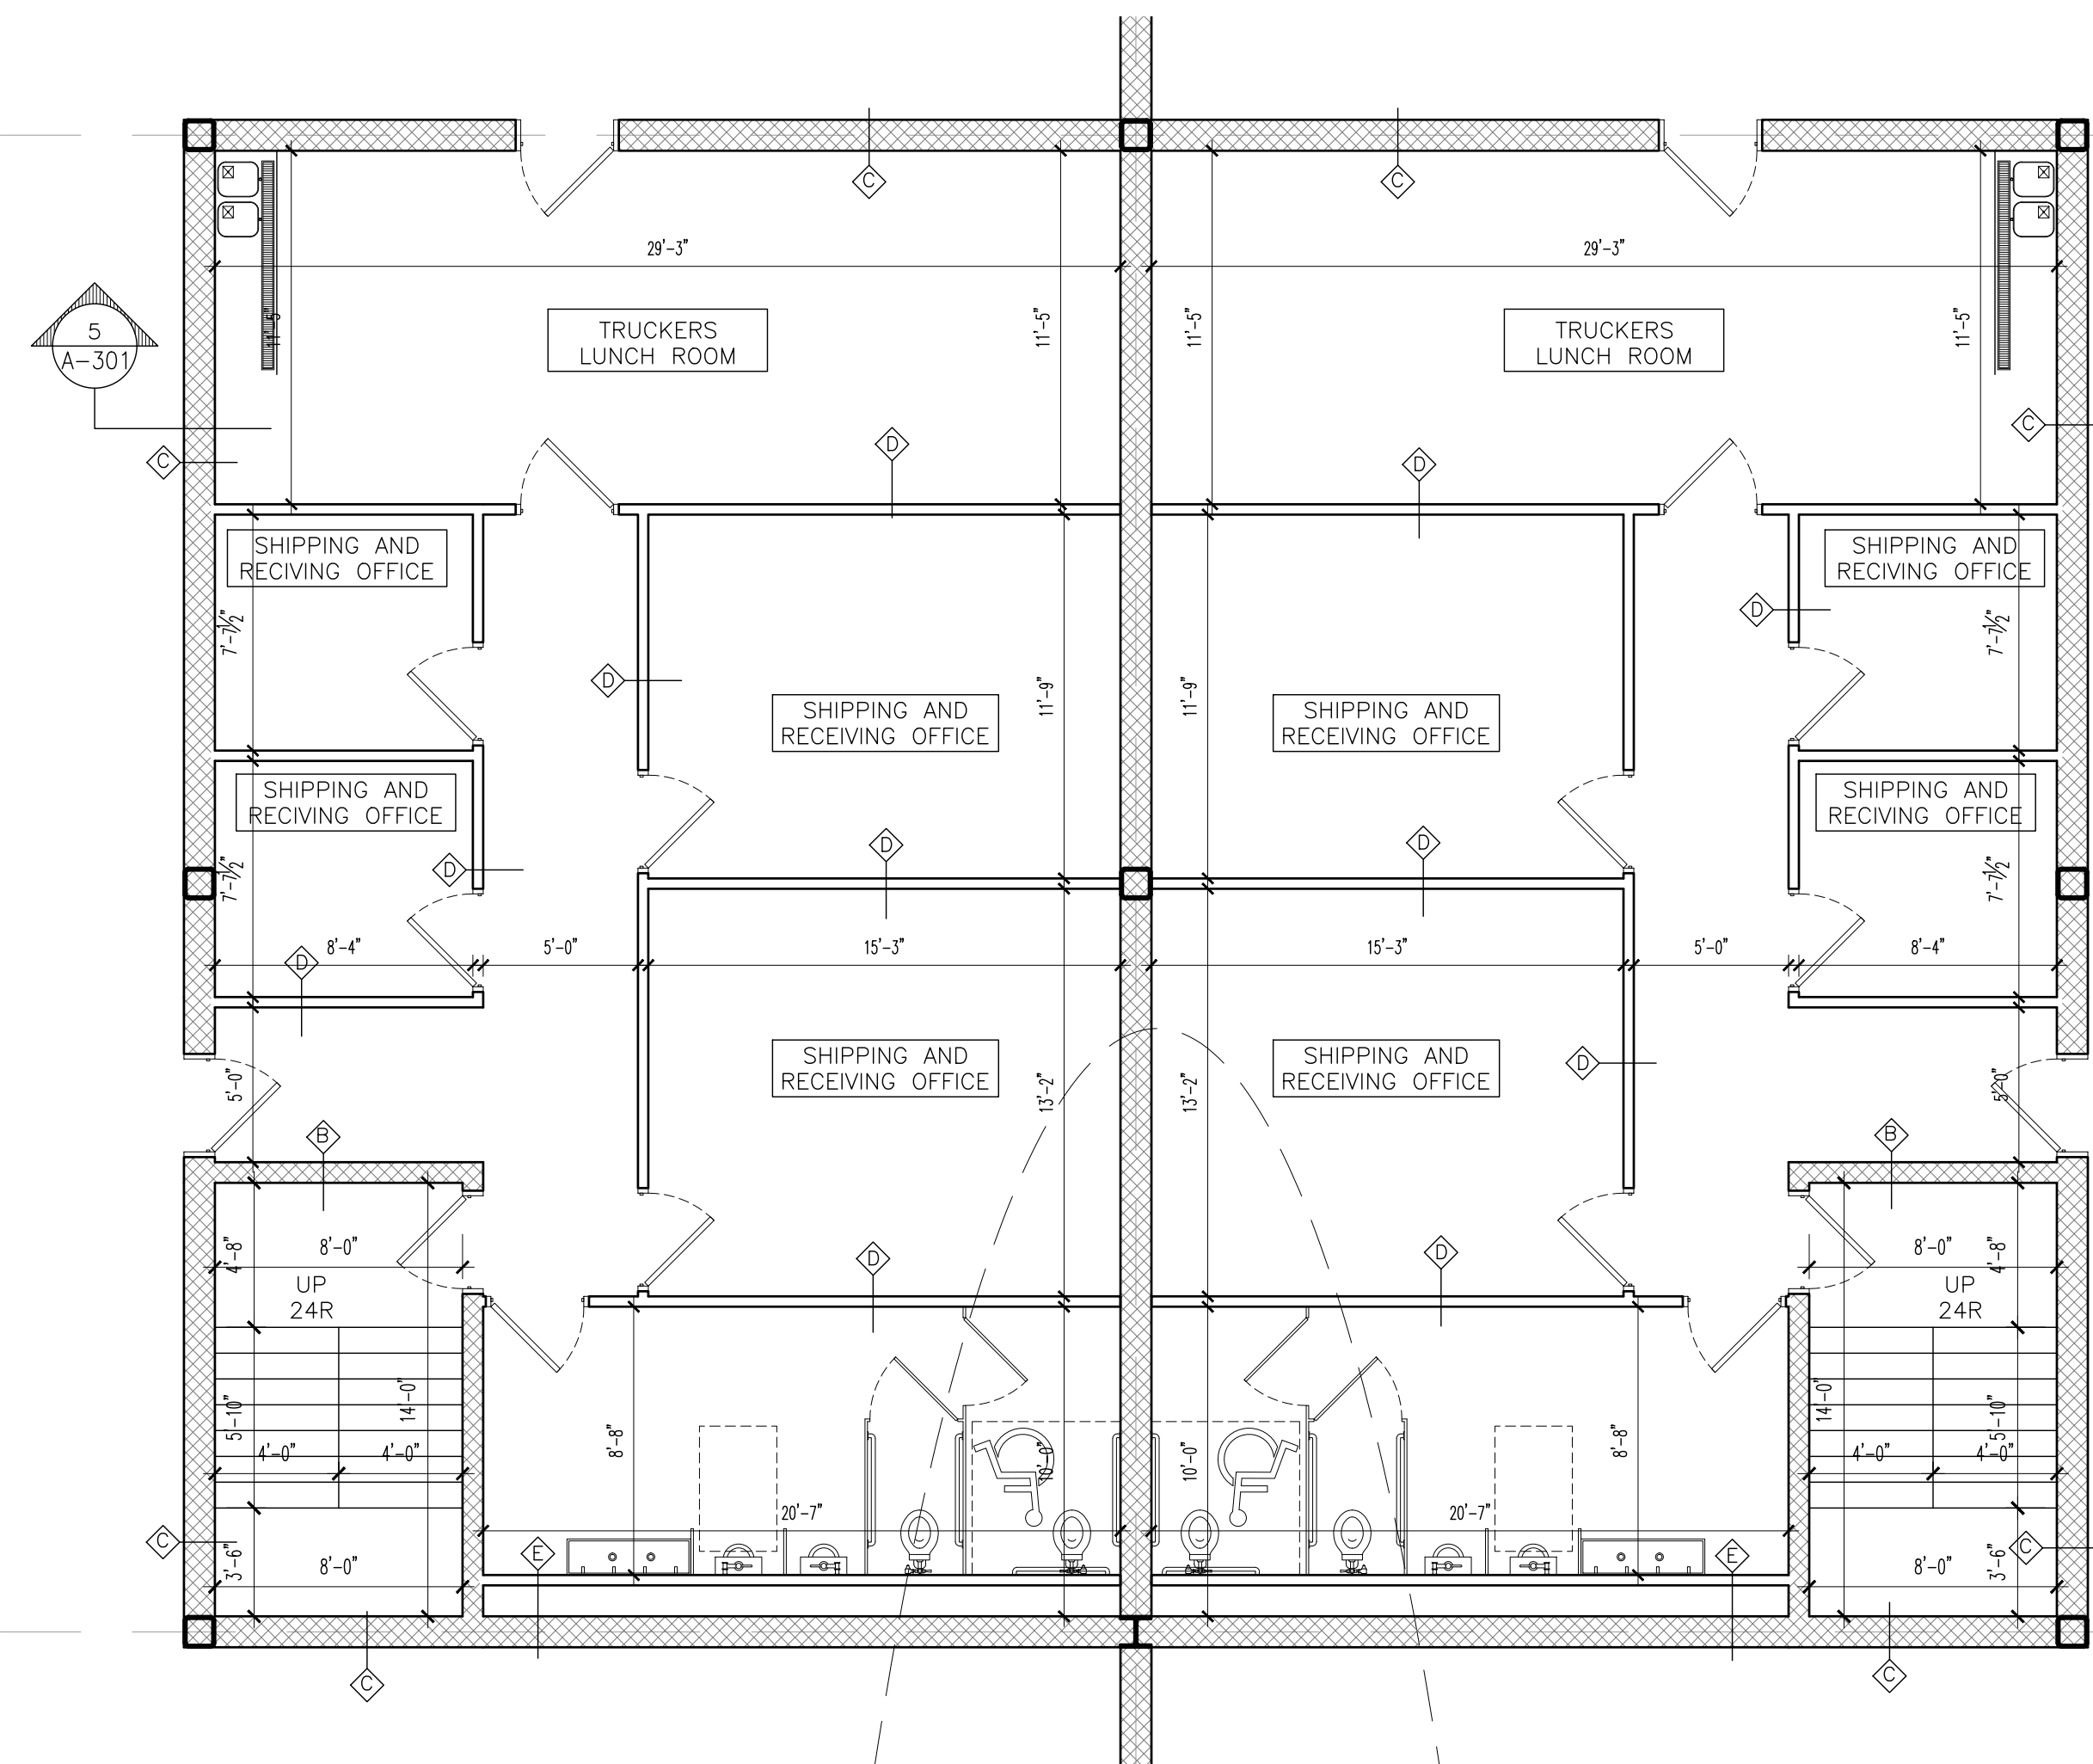 C
C
29'-3"
29'-3"
5
A-301
11'-5"
TRUCKERS
LUNCH ROOM
11'-5"
11'-5"
TRUCKERS
LUNCH ROOM
11'-5"
C
C
D
D
SHIPPING AND
RECIVING OFFICE
SHIPPING AND
RECIVING OFFICE
7'-7½"
D
7'-7½"
D
SHIPPING AND
RECEIVING OFFICE
11'-9"
11'-9"
SHIPPING AND
RECEIVING OFFICE
SHIPPING AND
RECIVING OFFICE
SHIPPING AND
RECIVING OFFICE
D
D
D
7'-7½"
7'-7½"
8'-4"
5'-0"
15'-3"
15'-3"
5'-0"
8'-4"
D
SHIPPING AND
RECEIVING OFFICE
13'-2"
13'-2"
SHIPPING AND
RECEIVING OFFICE
D
5'-0"
5'-0"
B
B
4'-8"
8'-0"
D
D
8'-0"
4'-8"
UP
24R
UP
24R
5'-10"
14'-0"
14'-0"
5'-10"
4'-0"
4'-0"
8'-8"
10'-0"
10'-0"
8'-8"
4'-0"
4'-0"
20'-7"
20'-7"
C
E
E
C
3'-6"
8'-0"
8'-0"
3'-6"
C
C